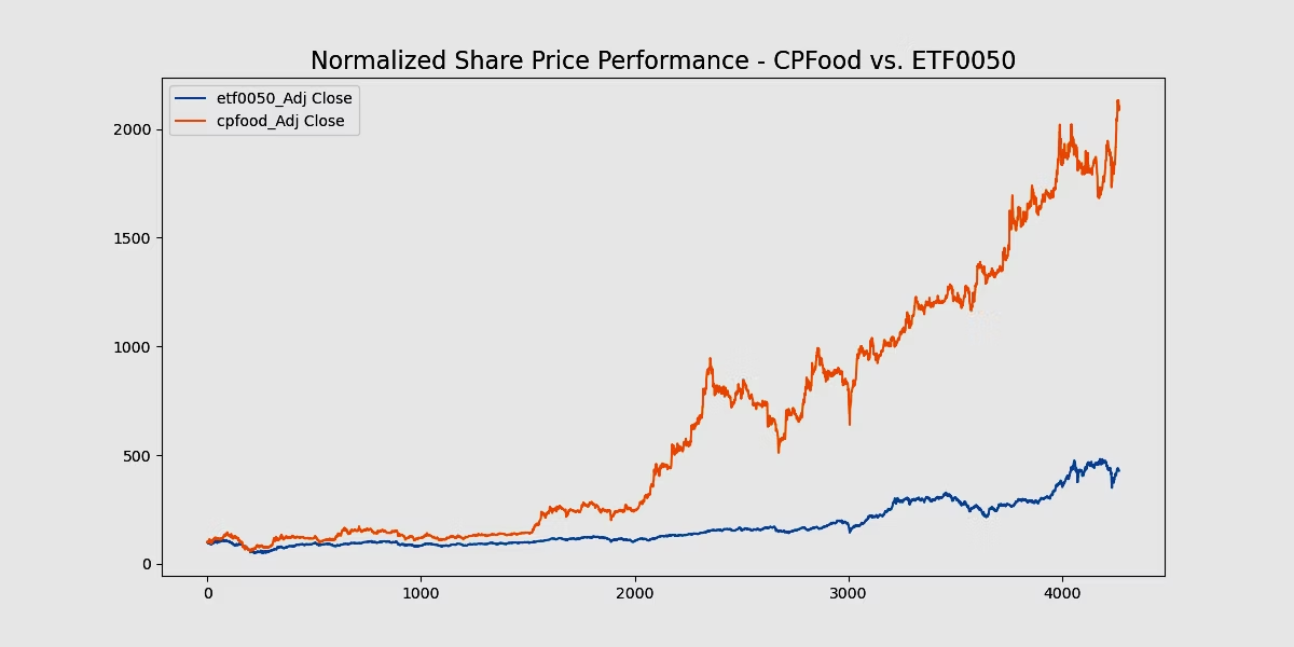 Normalized Share Price Performance - CPFood vs. ETF0050
etf0050_Adj Close
cpfood_Adj Close
2000
1500
1000
500
0
0 1000 2000 3000 4000